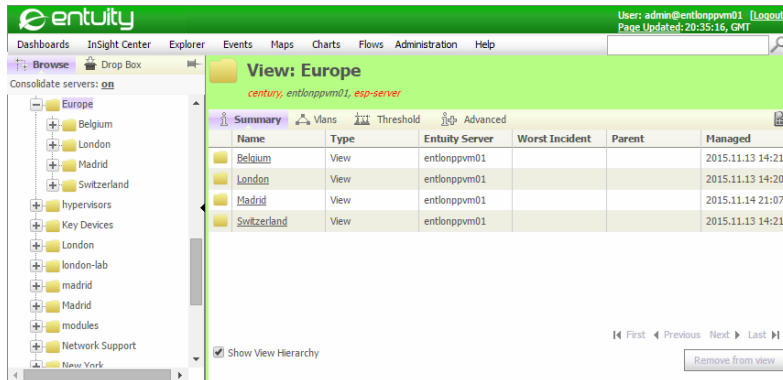 entuity
User: admin@entlonppvm01 [Logout
Page Updated: 20:35:16, GMT
Dashboards InSight Center Explorer Events Maps Charts Flows Administration Help
Browse Drop Box
Consolidate servers: on
Europe
Belgium
London
Madrid
Switzerland
hypervisors
Key Devices
London
london-lab
madrid
Madrid
modules
Network Support
New York
View: Europe
century, entlonppvm01, esp-server
Summary Vlans Threshold Advanced
Name Type Entuity Server Worst Incident Parent Managed
Belgium View entlonppvm01 2015.11.13 14:21
London View entlonppvm01 2015.11.13 14:20
Madrid View entlonppvm01 2015.11.14 21:07
Switzerland View entlonppvm01 2015.11.13 14:21
First Previous Next Last
Show View Hierarchy
Remove from view